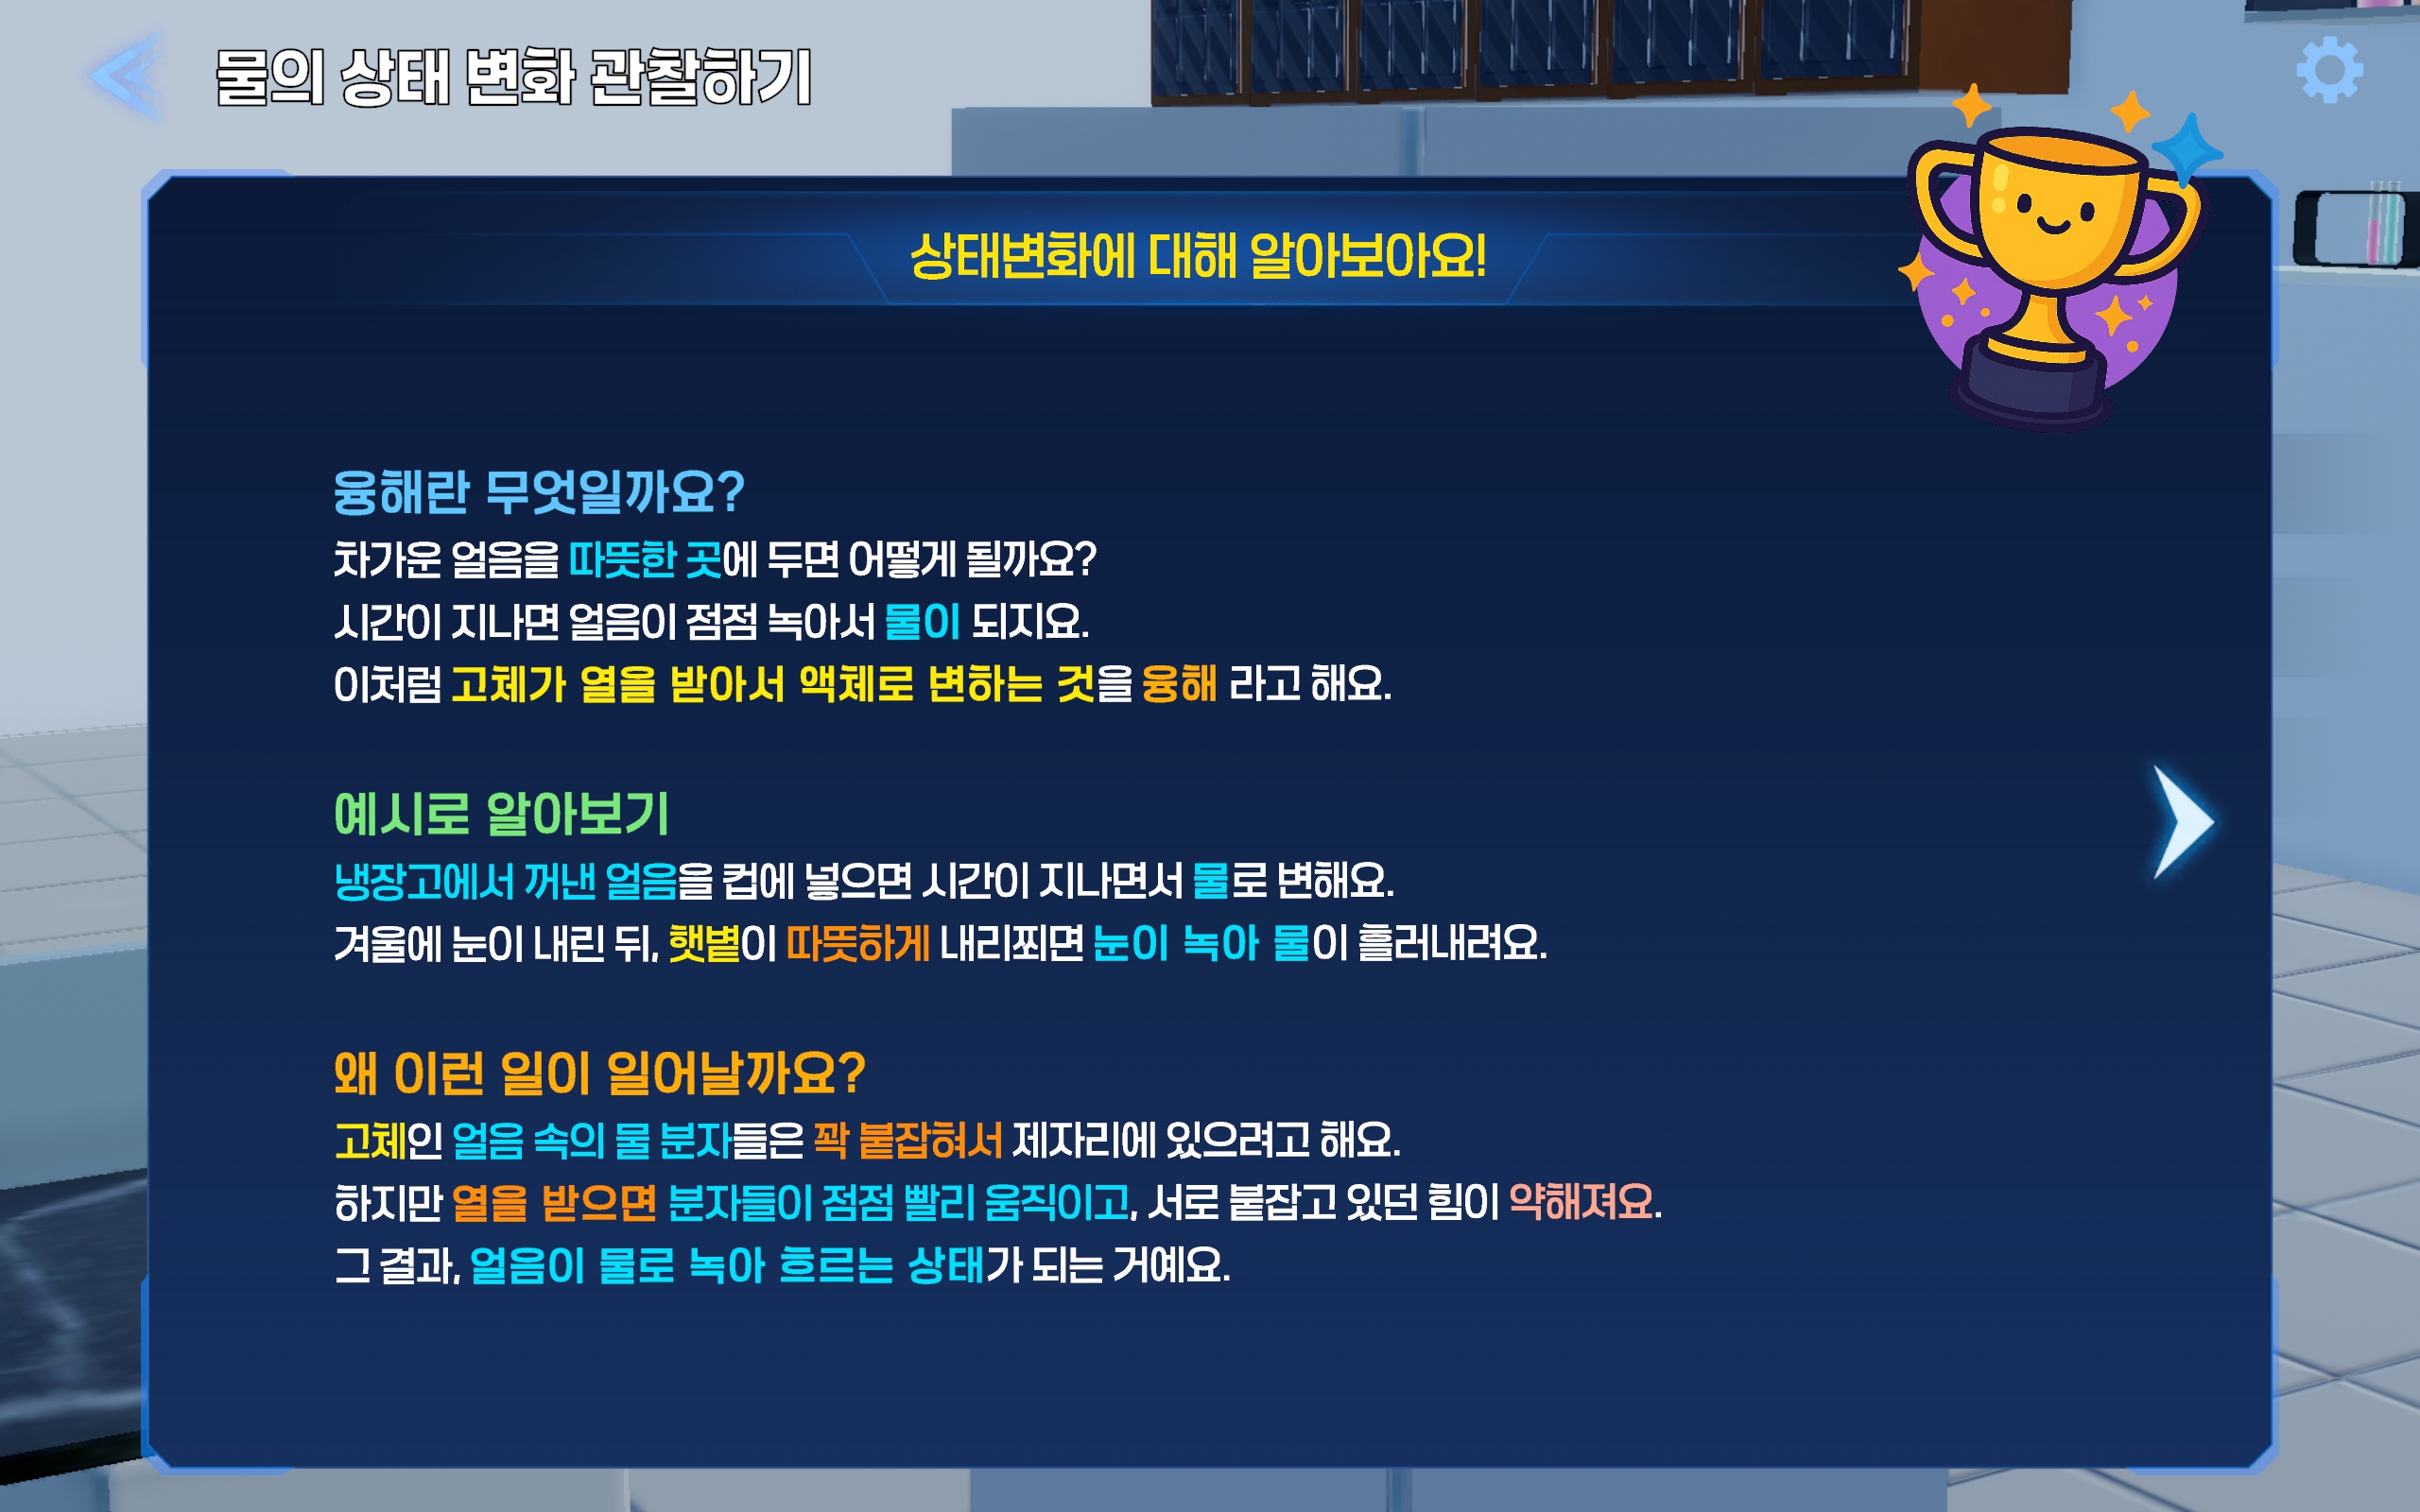 물의 상태 변화 관찰하기
상태변화에 대해 알아보아요!
융해란 무엇일까요?
차가운 얼음을 따뜻한 곳에 두면 어떻게 될까요?
시간이 지나면 얼음이 점점 녹아서 물이 되지요.
이처럼 고체가 열을 받아서 액체로 변하는 것을 융해 라고 해요.
예시로 알아보기
냉장고에서 꺼낸 얼음을 컵에 넣으면 시간이 지나면서 물로 변해요.
겨울에 눈이 내린 뒤, 햇볕이 따뜻하게 내리쬐면 눈이 녹아 물이 흘러내려요.
왜 이런 일이 일어날까요?
고체인 얼음 속의 물 분자들은 꽉 붙잡혀서 제자리에 있으려고 해요.
하지만 열을 받으면 분자들이 점점 빨리 움직이고, 서로 붙잡고 있던 힘이 약해져요.
그 결과, 얼음이 물로 녹아 흐르는 상태가 되는 거예요.